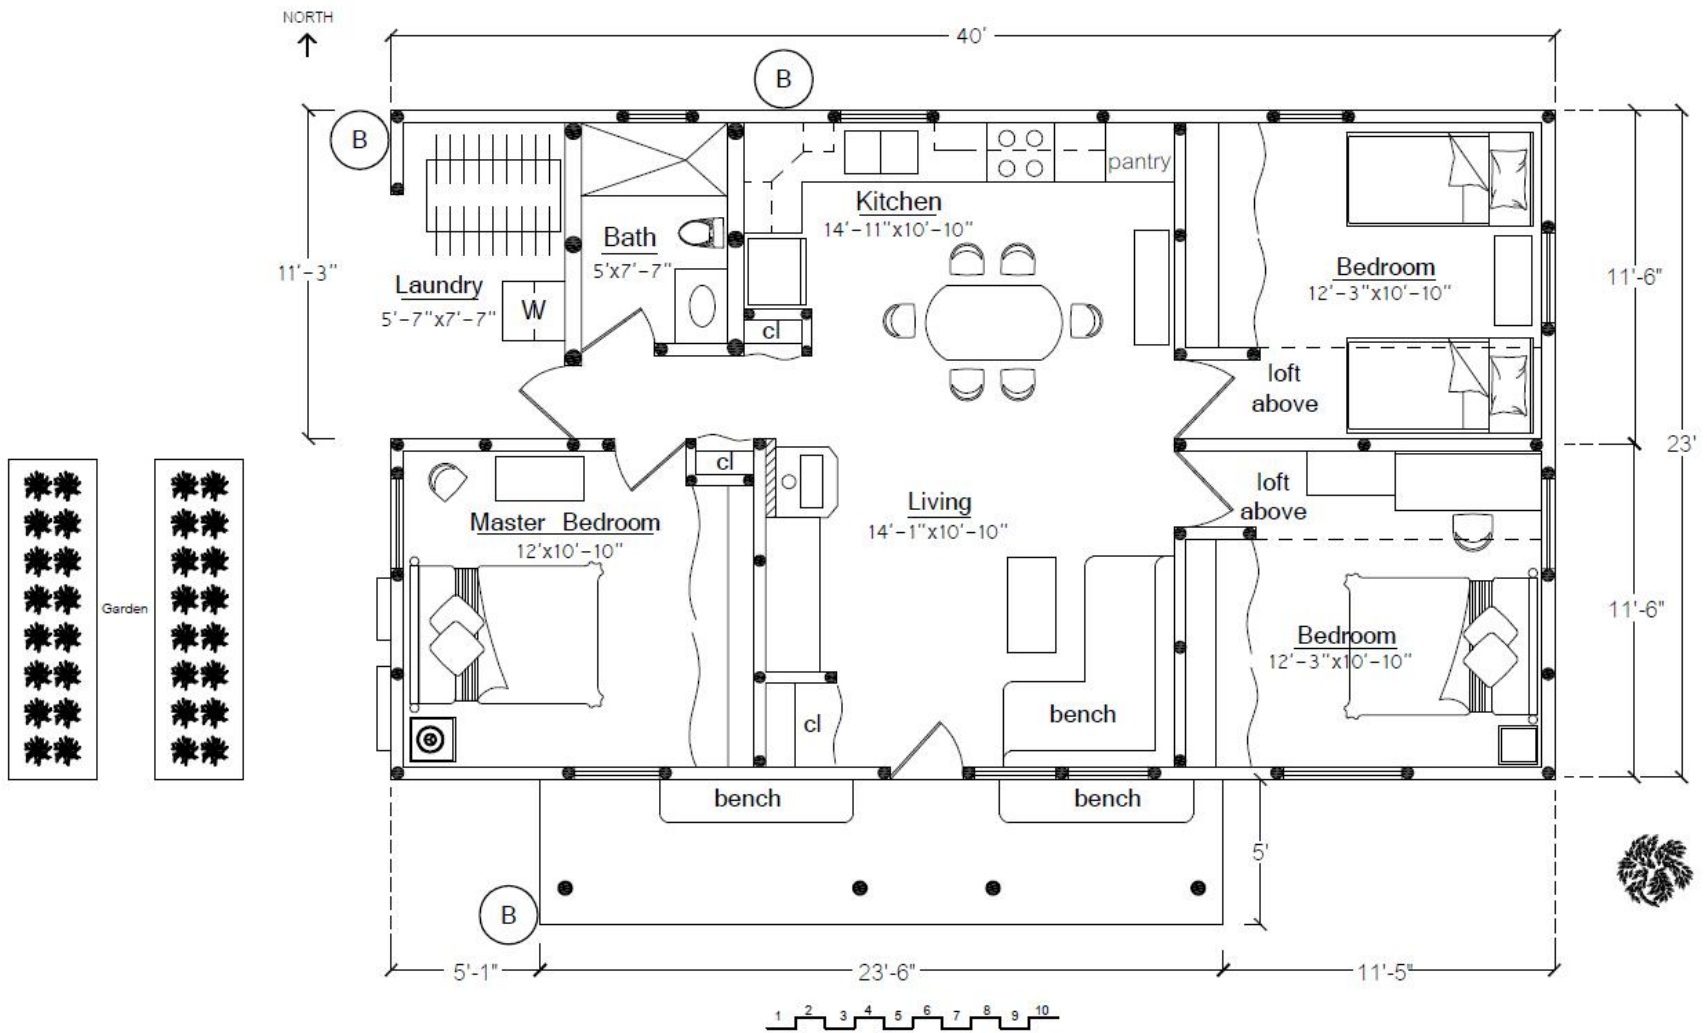 NORTH
40'
B
B
pantry
Kitchen
14'-11"x10'-10"
Bath
5'x7'-7"
11'-3"
Laundry
5'-7"x7'-7"
W
cl
Bedroom
12'-3"x10'-10"
11'-6"
loft
above
23'
cl
Living
14'-1"x10'-10"
loft
above
Master Bedroom
12'x10'-10"
Garden
11'-6"
Bedroom
12'-3"x10'-10"
cl
bench
bench
bench
5'
B
5'-1"
23'-6"
11'-5"
1 2 3 4 5 6 7 8 9 10